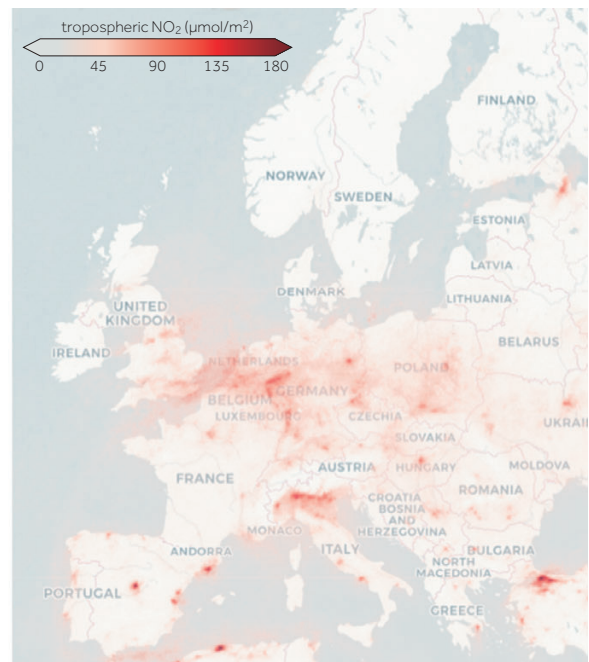 tropospheric NO₂ (μmol/m²)
0 45 90 135 180
FINLAND
NORWAY
SWEDEN
ESTONIA
LATVIA
DENMARK
LITHUANIA
UNITED
KINGDOM
BELARUS
IRELAND
NETHERLANDS
POLAND
GERMANY
BELGIUM
LUXEMBOURG
CZECHIA
UKRAI
SLOVAKIA
AUSTRIA
HUNGARY
MOLDOVA
FRANCE
ROMANIA
CROATIA
BOSNIA
AND
HERZEGOVINA
MONACO
ANDORRA
ITALY
BULGARIA
NORTH
MACEDONIA
PORTUGAL
GREECE